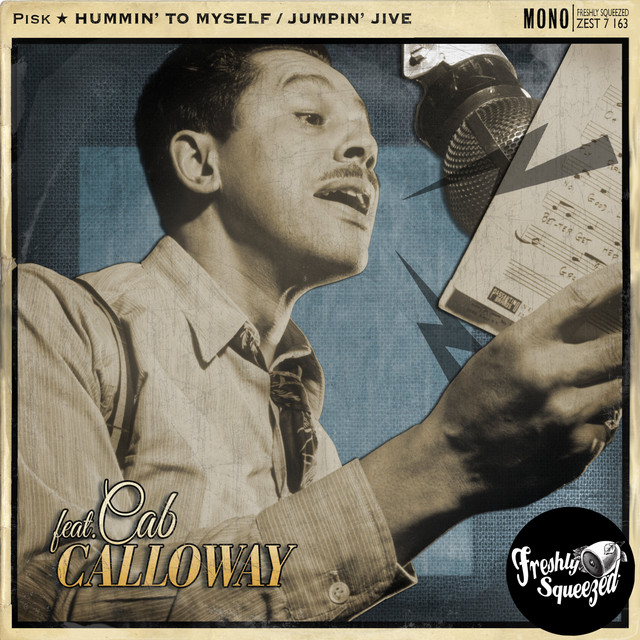 PISK ★ HUMMIN' TO MYSELF / JUMPIN' JIVE
MONO
FRESHLY SQUEEZED
ZEST 7 163
feat. Cab
CALLOWAY
Freshly
Squeezed